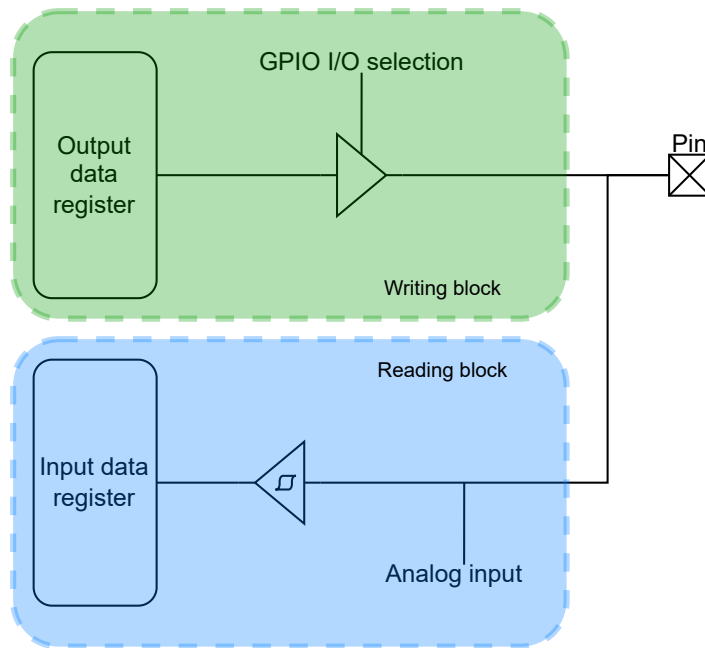 GPIO I/O selection
Output
data
register
Pin
Writing block
Reading block
Input data
register
Analog input